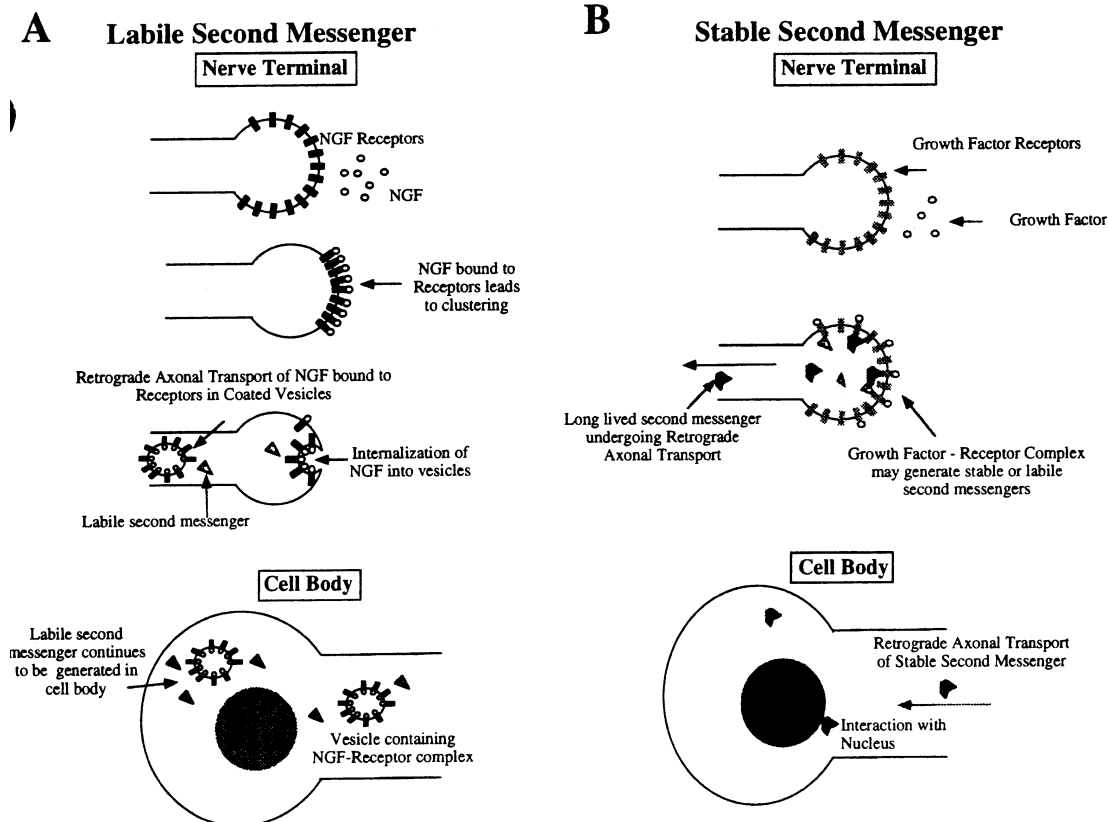 A
Labile Second Messenger
Nerve Terminal
NGF Receptors
NGF
NGF bound to
Receptors leads
to clustering
Retrograde Axonal Transport of NGF bound to
Receptors in Coated Vesicles
Internalization of
NGF into vesicles
Labile second messenger
Cell Body
Labile second
messenger continues
to be generated in
cell body
Vesicle containing
NGF-Receptor complex
B
Stable Second Messenger
Nerve Terminal
Growth Factor Receptors
Growth Factor
Long lived second messenger
undergoing Retrograde
Axonal Transport
Growth Factor - Receptor Complex
may generate stable or labile
second messengers
Cell Body
Retrograde Axonal Transport
of Stable Second Messenger
Interaction with
Nucleus